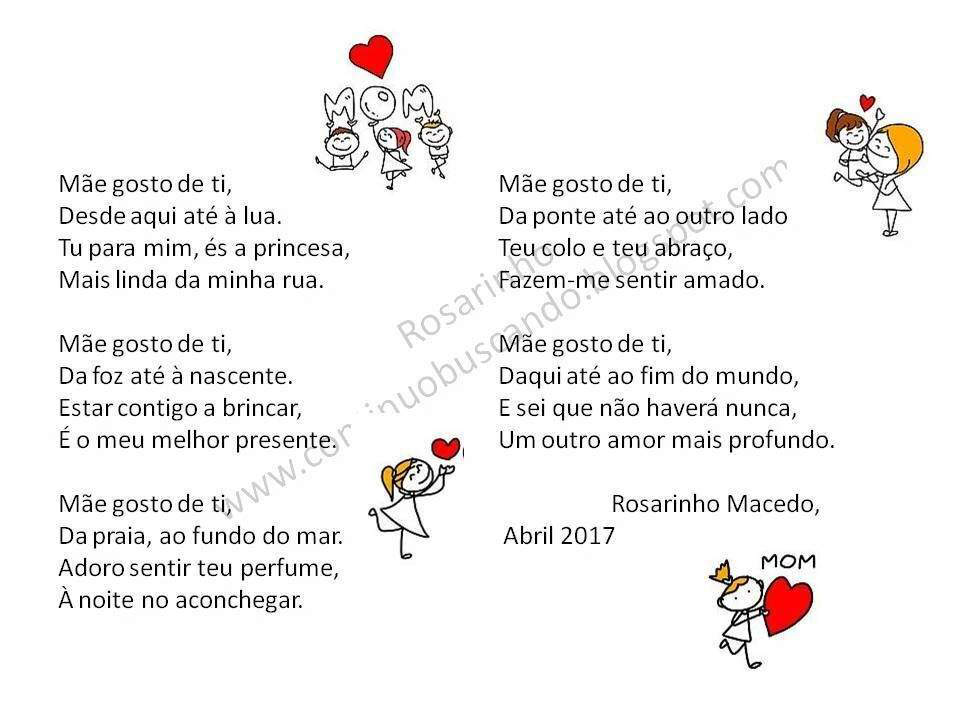 MOM
Mãe gosto de ti,
Desde aqui até à lua.
Tu para mim, és a princesa,
Mais linda da minha rua.
Mãe gosto de ti,
Da foz até à nascente.
Estar contigo a brincar,
É o meu melhor presente.
Mãe gosto de ti,
Da praia, ao fundo do mar.
Adoro sentir teu perfume,
À noite no aconchegar.
Mãe gosto de ti,
Da ponte até ao outro lado
Teu colo e teu abraço,
Fazem-me sentir amado.
Mãe gosto de ti,
Daqui até ao fim do mundo,
E sei que não haverá nunca,
Um outro amor mais profundo.
Rosarinho Macedo,
Abril 2017
MOM
Rosarinho
www.continuobuscando.blogspot.com